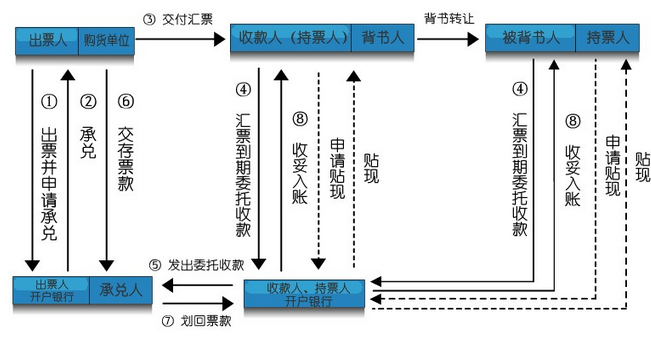 ③ 交付汇票
背书转让
出票人 购货单位
收款人（持票人） 背书人
被背书人 持票人
① 出票并申请承兑
② 承兑
⑥ 交存票款
④ 汇票到期委托收款
⑧ 收妥入账
申请贴现
贴现
④ 汇票到期委托收款
⑧ 收妥入账
申请贴现
贴现
⑤ 发出委托收款
出票人
开户银行
承兑人
收款人、持票人
开户银行
⑦ 划回票款